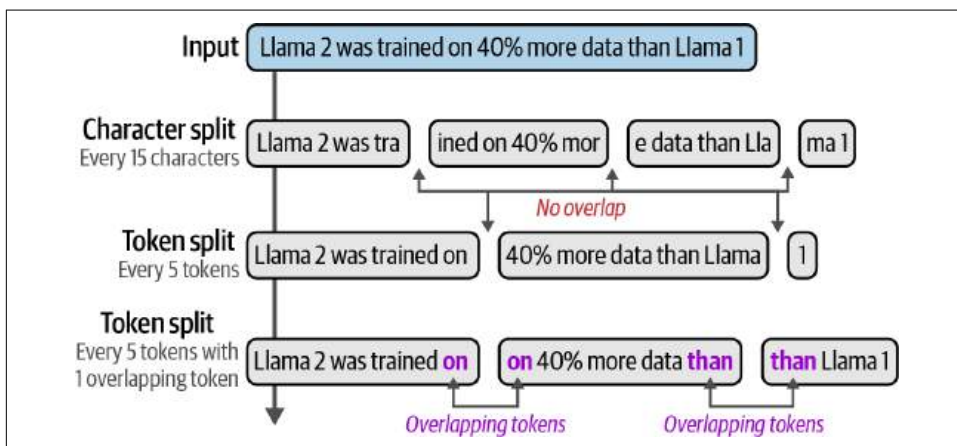 Input
Llama 2 was trained on 40% more data than Llama 1
Character split
Every 15 characters
Llama 2 was tra
ined on 40% mor
e data than Lla
ma 1
No overlap
Token split
Every 5 tokens
Llama 2 was trained on
40% more data than Llama
1
Token split
Every 5 tokens with
1 overlapping token
Llama 2 was trained on
on 40% more data than
than Llama 1
Overlapping tokens
Overlapping tokens